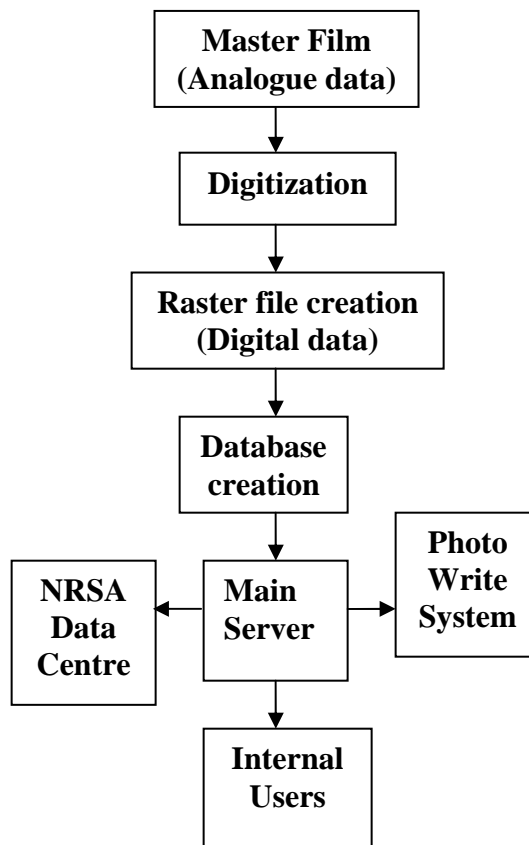 Master Film
(Analogue data)
Digitization
Raster file creation
(Digital data)
Database
creation
NRSA
Data
Centre
Main
Server
Photo
Write
System
Internal
Users